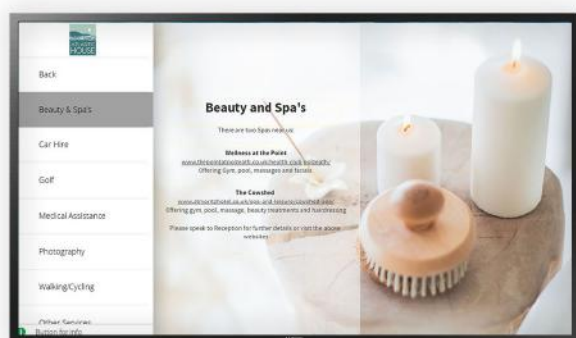 ATLANTIC
HOUSE
Back
Beauty & Spa's
Car Hire
Golf
Medical Assistance
Photography
Walking/Cycling
Other Services
Button for info
Beauty and Spa's
There are two Spas near us:
Wellness at the Point
Offering Gym, pool, massages and facials
The Cowshed
Offering gym, pool, massage, beauty treatments and hairdressing
Please speak to Reception for further details or visit the above
websites.